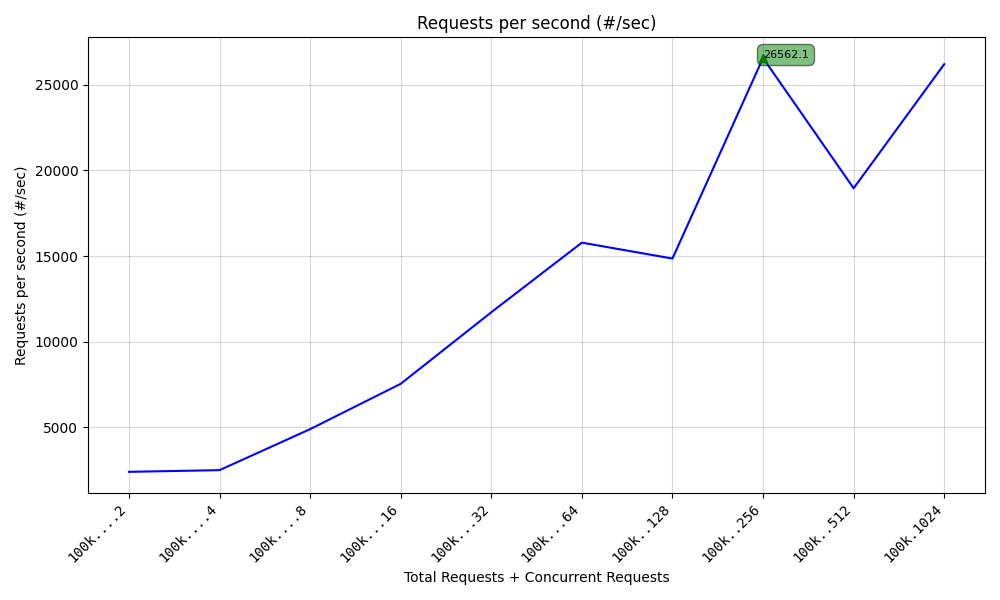 Requests per second (#/sec)
26562.1
25000
20000
15000
10000
5000
Requests per second (#/sec)
100k....2
100k....4
100k....8
100k...16
100k...32
100k...64
100k..128
100k..256
100k..512
100k.1024
Total Requests + Concurrent Requests